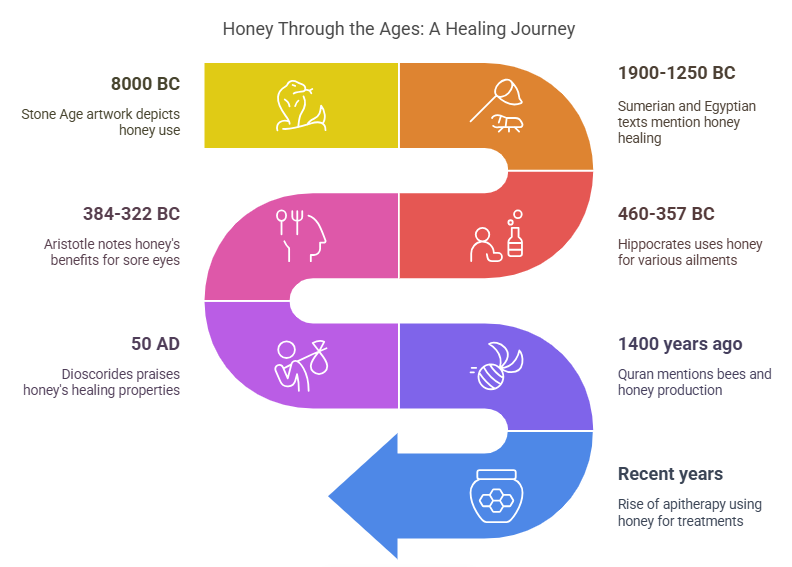 Honey Through the Ages: A Healing Journey
8000 BC
Stone Age artwork depicts
honey use
1900-1250 BC
Sumerian and Egyptian
texts mention honey
healing
460-357 BC
Hippocrates uses honey
for various ailments
384-322 BC
Aristotle notes honey's
benefits for sore eyes
50 AD
Dioscorides praises
honey's healing properties
1400 years ago
Quran mentions bees and
honey production
Recent years
Rise of apitherapy using
honey for treatments